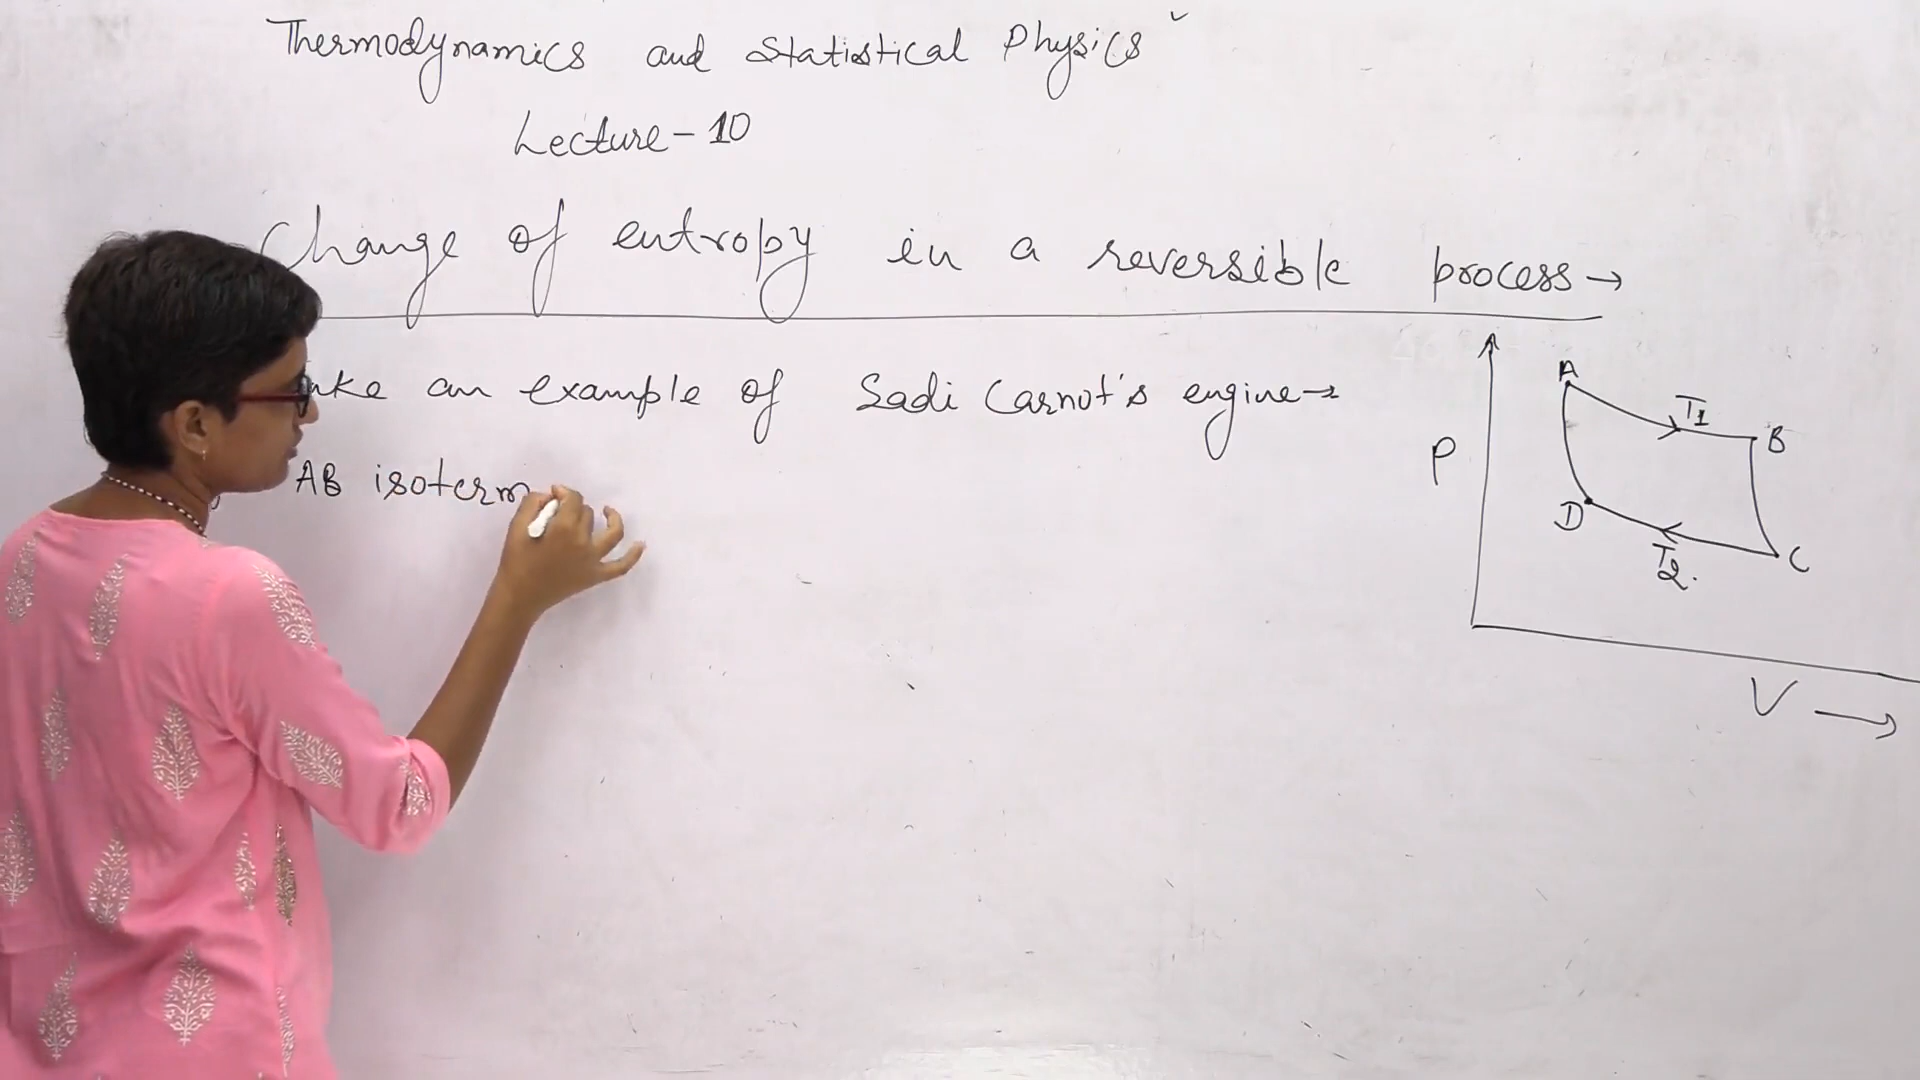 Thermodynamics and Statistical Physics
Lecture - 10
Change of entropy in a reversible process →
an example of Sadi Carnot's engine →
AB isoterm
P
A
T1
B
D
T2.
C
V →